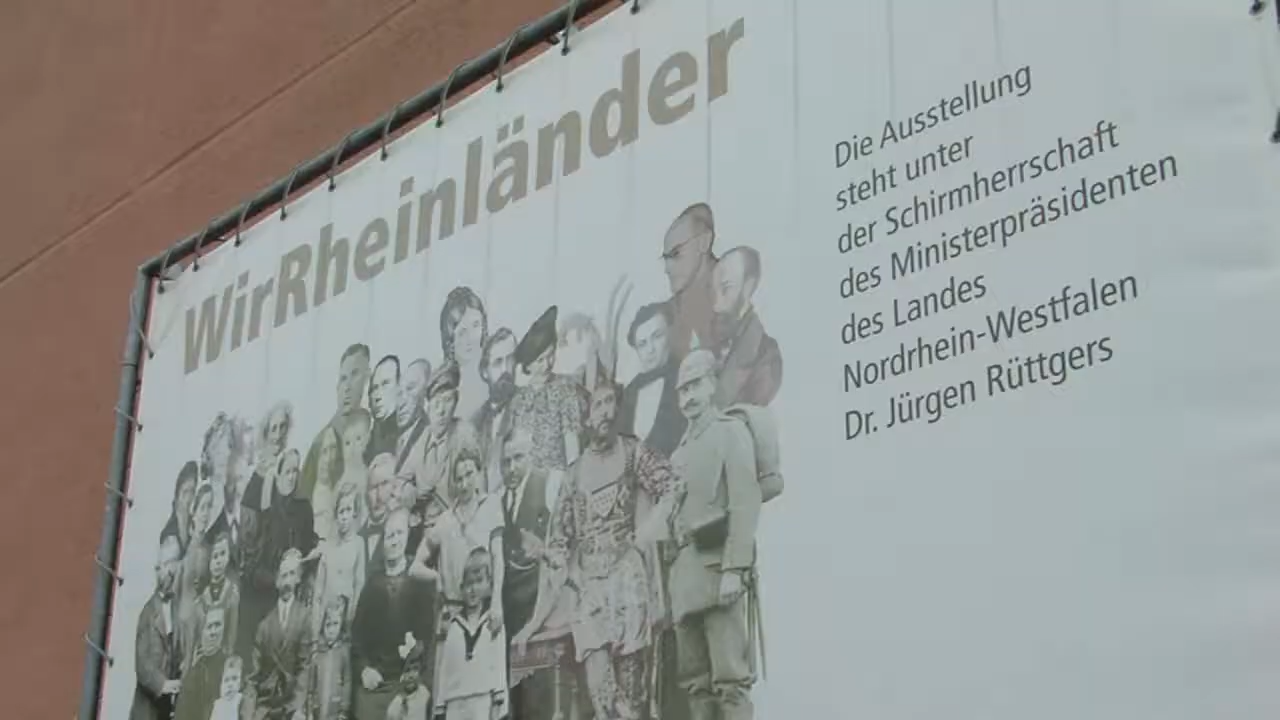 WirRheinländer
Die Ausstellung
steht unter
der Schirmherrschaft
des Ministerpräsidenten
des Landes
Nordrhein-Westfalen
Dr. Jürgen Rüttgers